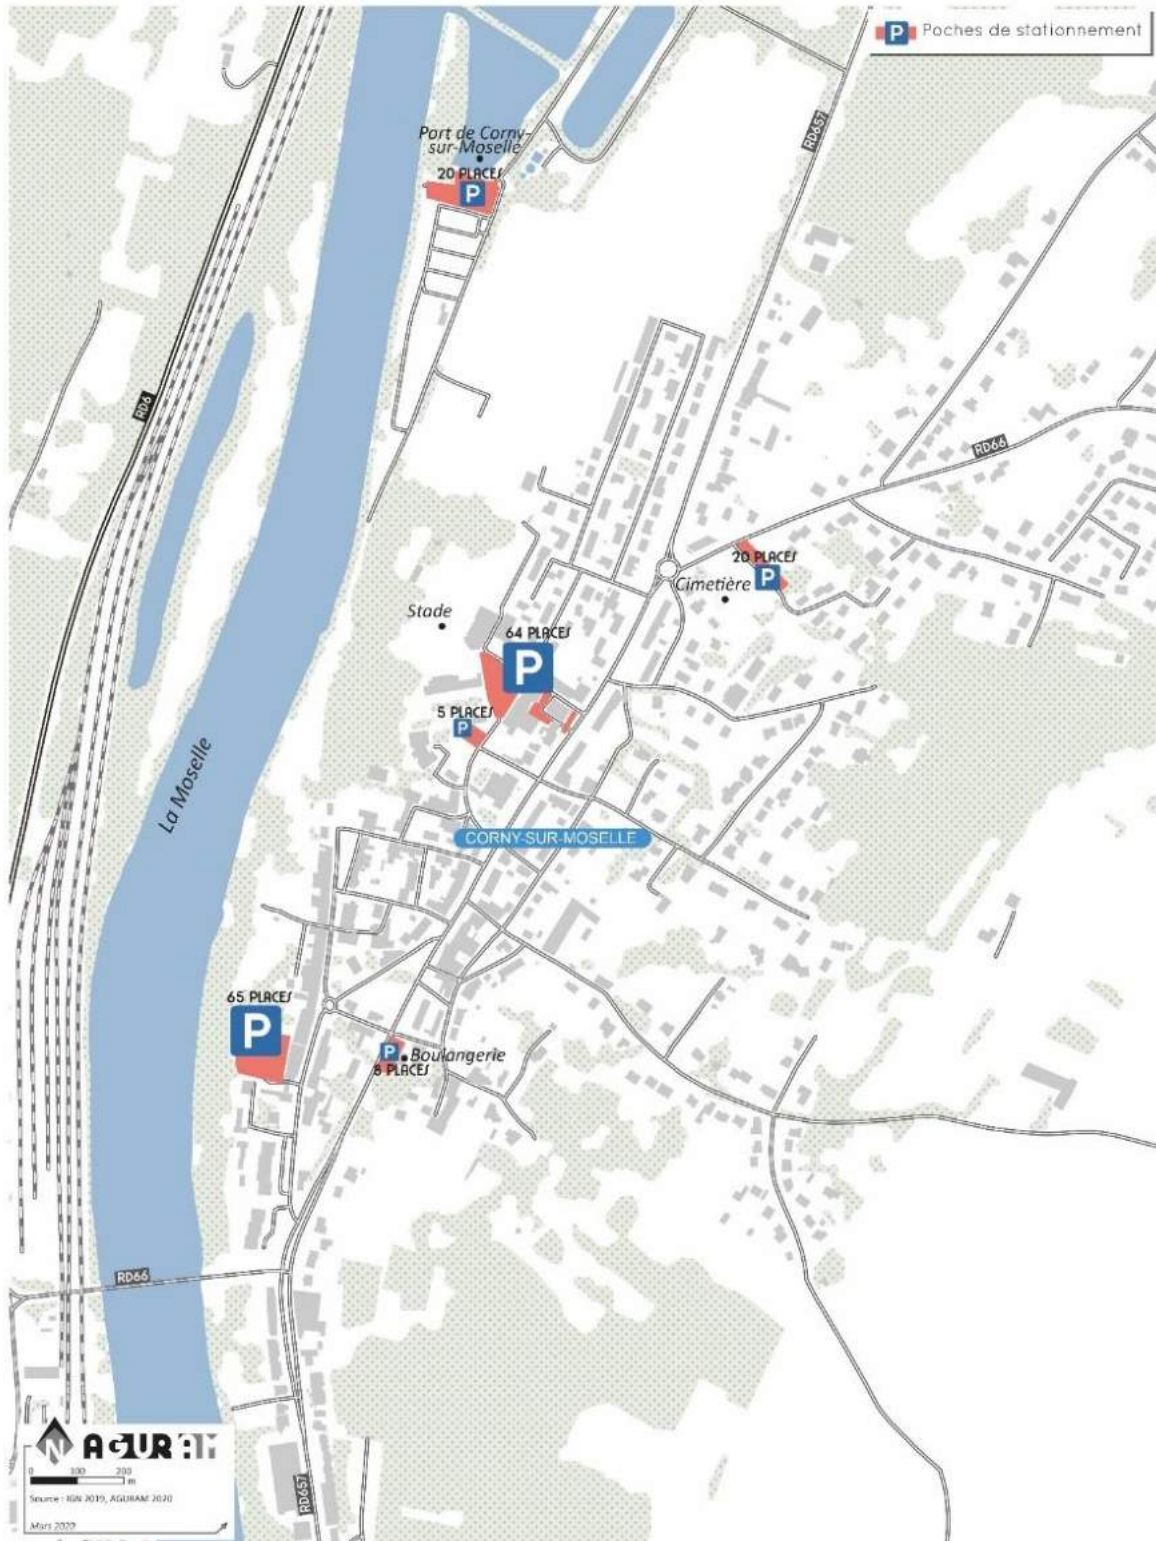 P Poches de stationnement
Port de Corny-
sur-Moselle
20 PLACES
P
RD657
RD6
RD66
20 PLACES
P
Cimetière
Stade
64 PLACES
P
5 PLACES
P
La Moselle
CORNY-SUR-MOSELLE
65 PLACES
P
P
Boulangerie
8 PLACES
RD66
RD657
N AGURAM
0 100 200
m
Source : IGN 2019, AGURAM 2020
Mars 2020